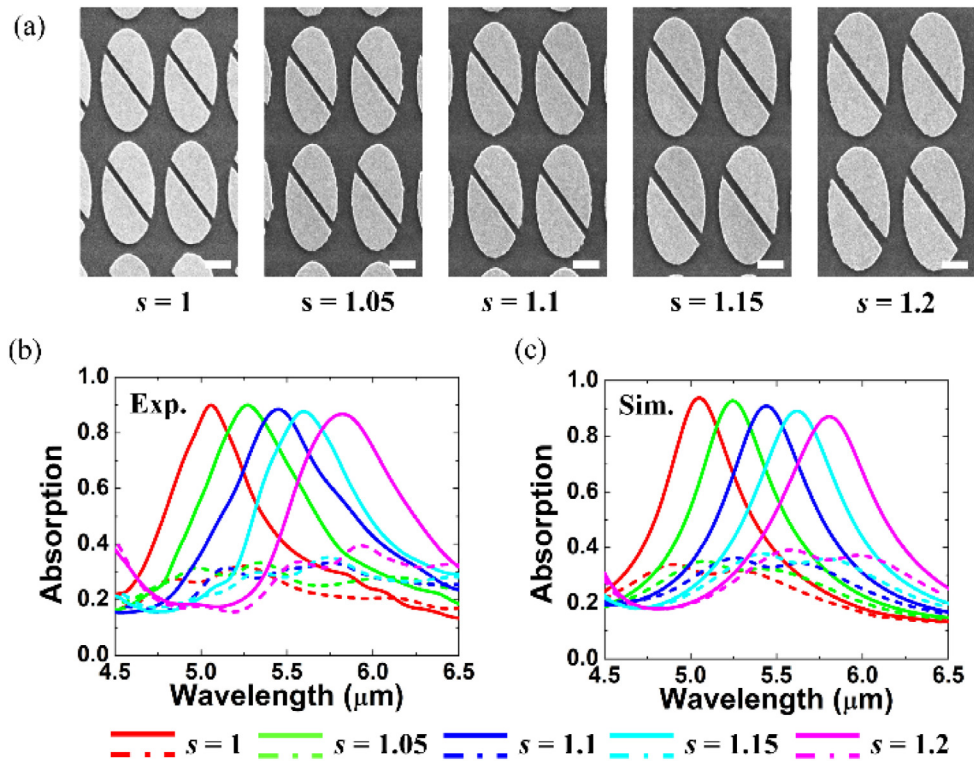 (a)
s = 1 s = 1.05 s = 1.1 s = 1.15 s = 1.2
(b) (c)
Exp. Sim.
1.0
0.8
0.6
0.4
0.2
0.0
Absorption
4.5 5.0 5.5 6.0 6.5
Wavelength (μm)
1.0
0.8
0.6
0.4
0.2
0.0
Absorption
4.5 5.0 5.5 6.0 6.5
Wavelength (μm)
s = 1 s = 1.05 s = 1.1 s = 1.15 s = 1.2